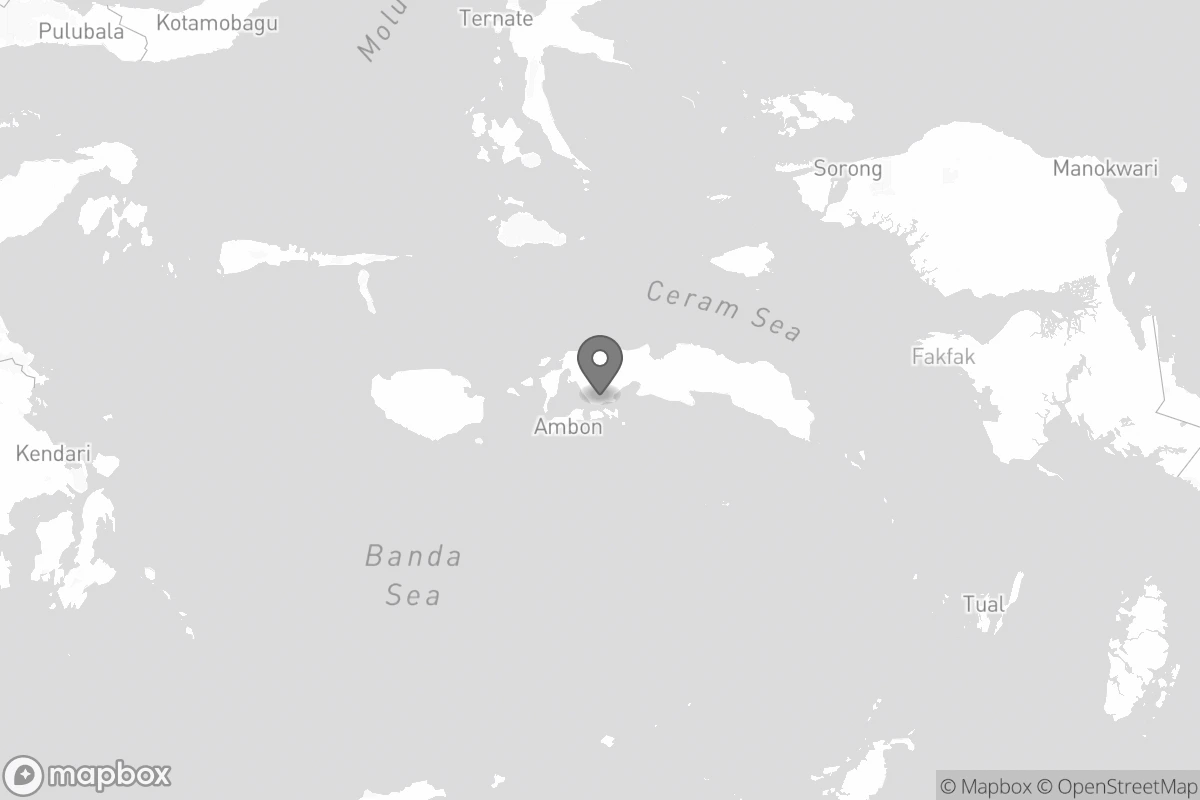 Ternate
Molu
Kotamobagu
Pulubala
Sorong
Manokwari
Ceram Sea
Fakfak
Ambon
Kendari
Banda
Sea
Tual
mapbox
© Mapbox © OpenStreetMap